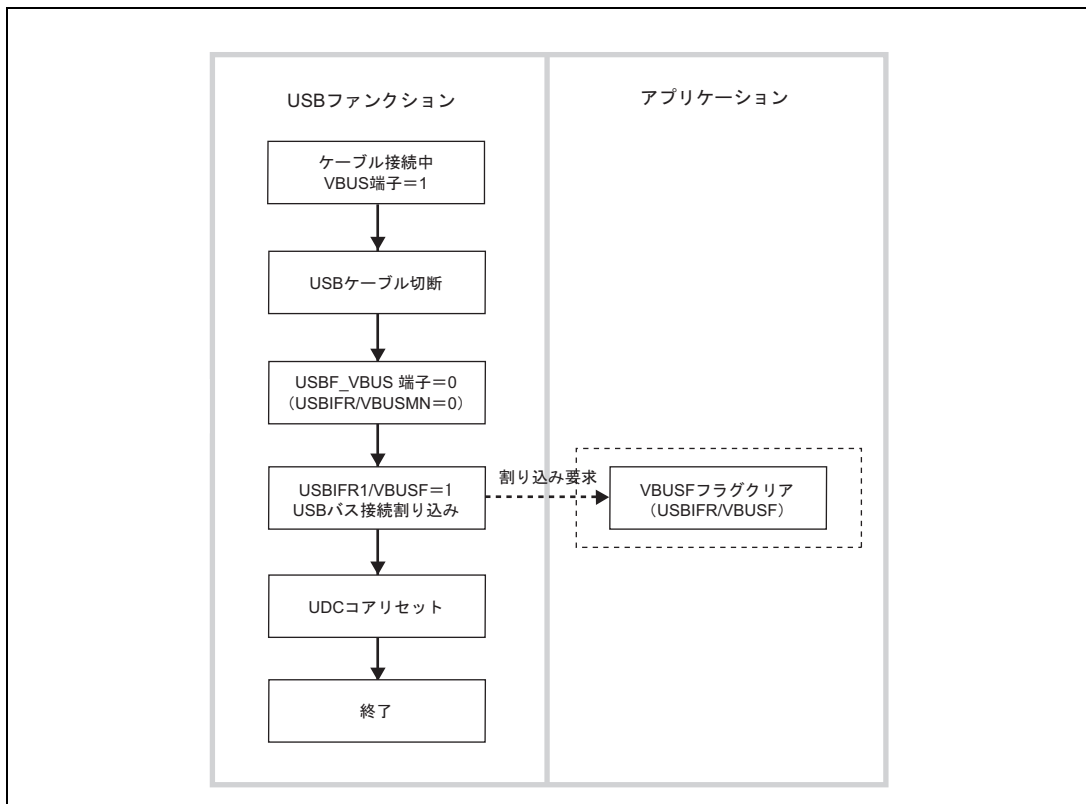 USBファンクション
アプリケーション
ケーブル接続中
VBUS端子＝1
USBケーブル切断
USBF_VBUS 端子＝0
（USBIFR/VBUSMN＝0）
USBIFR1/VBUSF＝1
USBバス接続割り込み
割り込み要求
VBUSFフラグクリア
（USBIFR/VBUSF）
UDCコアリセット
終了